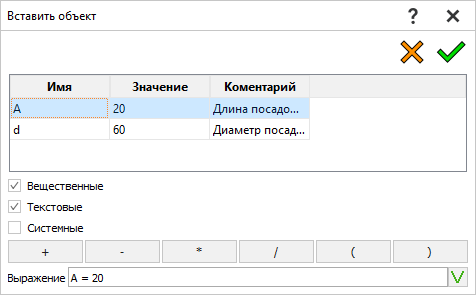 Вставить объект ?
Имя Значение Коментарий
A 20 Длина посадо...
d 60 Диаметр посад...
Вещественные
Текстовые
Системные
+ - * / ( )
Выражение A = 20